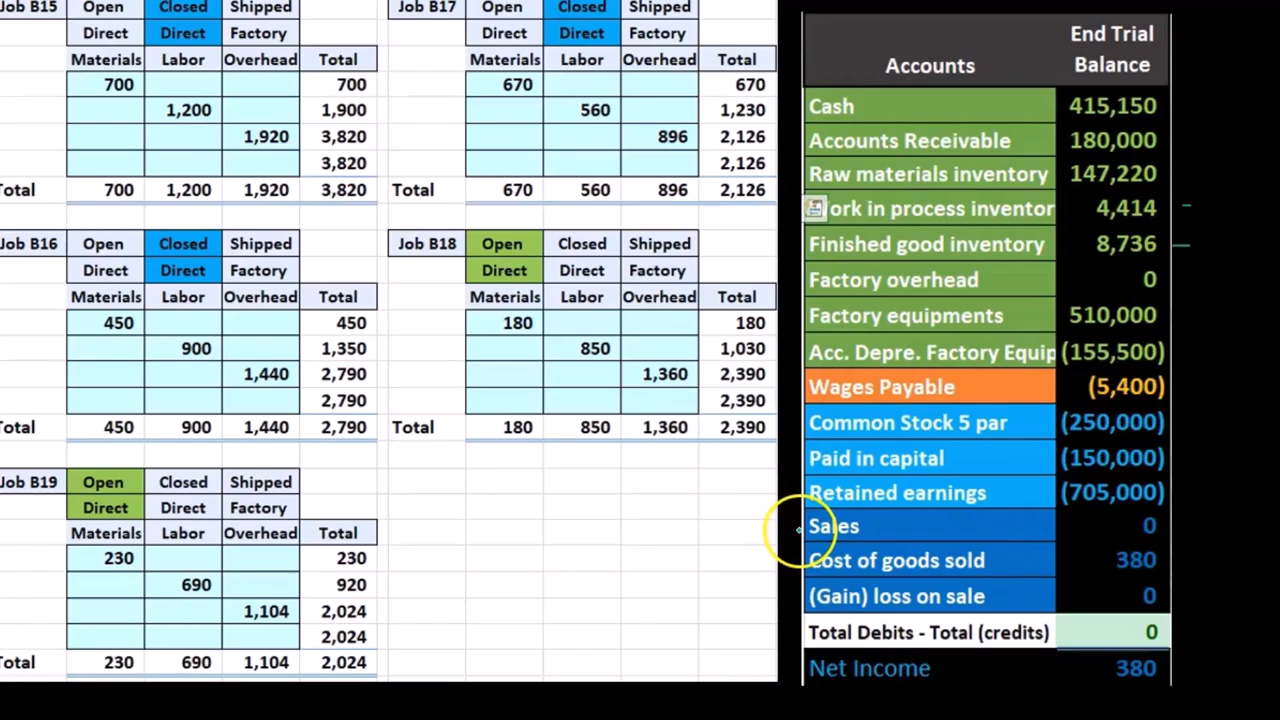 Job B15 Open Closed Shipped
Direct Direct Factory
Materials Labor Overhead Total
700 700
1,200 1,900
1,920 3,820
3,820
Total 700 1,200 1,920 3,820
Job B16 Open Closed Shipped
Direct Direct Factory
Materials Labor Overhead Total
450 450
900 1,350
1,440 2,790
2,790
Total 450 900 1,440 2,790
Job B19 Open Closed Shipped
Direct Direct Factory
Materials Labor Overhead Total
230 230
690 920
1,104 2,024
2,024
Total 230 690 1,104 2,024
Job B17 Open Closed Shipped
Direct Direct Factory
Materials Labor Overhead Total
670 670
560 1,230
896 2,126
2,126
Total 670 560 896 2,126
Job B18 Open Closed Shipped
Direct Direct Factory
Materials Labor Overhead Total
180 180
850 1,030
1,360 2,390
2,390
Total 180 850 1,360 2,390
End Trial
Accounts Balance
Cash 415,150
Accounts Receivable 180,000
Raw materials inventory 147,220
ork in process inventor 4,414
Finished good inventory 8,736
Factory overhead 0
Factory equipments 510,000
Acc. Depre. Factory Equip (155,500)
Wages Payable (5,400)
Common Stock 5 par (250,000)
Paid in capital (150,000)
Retained earnings (705,000)
Sales 0
Cost of goods sold 380
(Gain) loss on sale 0
Total Debits - Total (credits) 0
Net Income 380